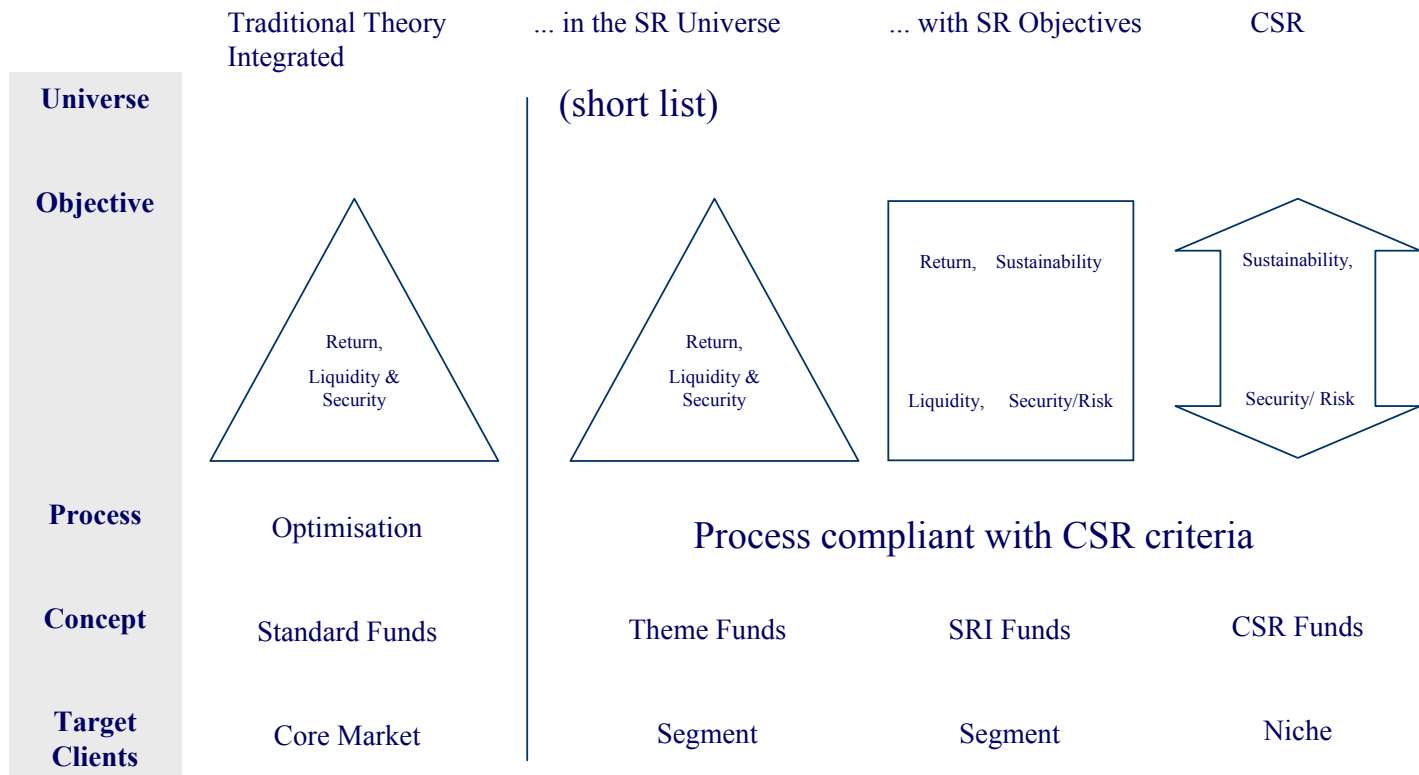 Traditional Theory
Integrated
... in the SR Universe
... with SR Objectives
CSR
Universe
(short list)
Objective
Return,
Liquidity &
Security
Return,
Liquidity &
Security
Return, Sustainability
Liquidity, Security/Risk
Sustainability,
Security/ Risk
Process
Optimisation
Process compliant with CSR criteria
Concept
Standard Funds
Theme Funds
SRI Funds
CSR Funds
Target
Clients
Core Market
Segment
Segment
Niche